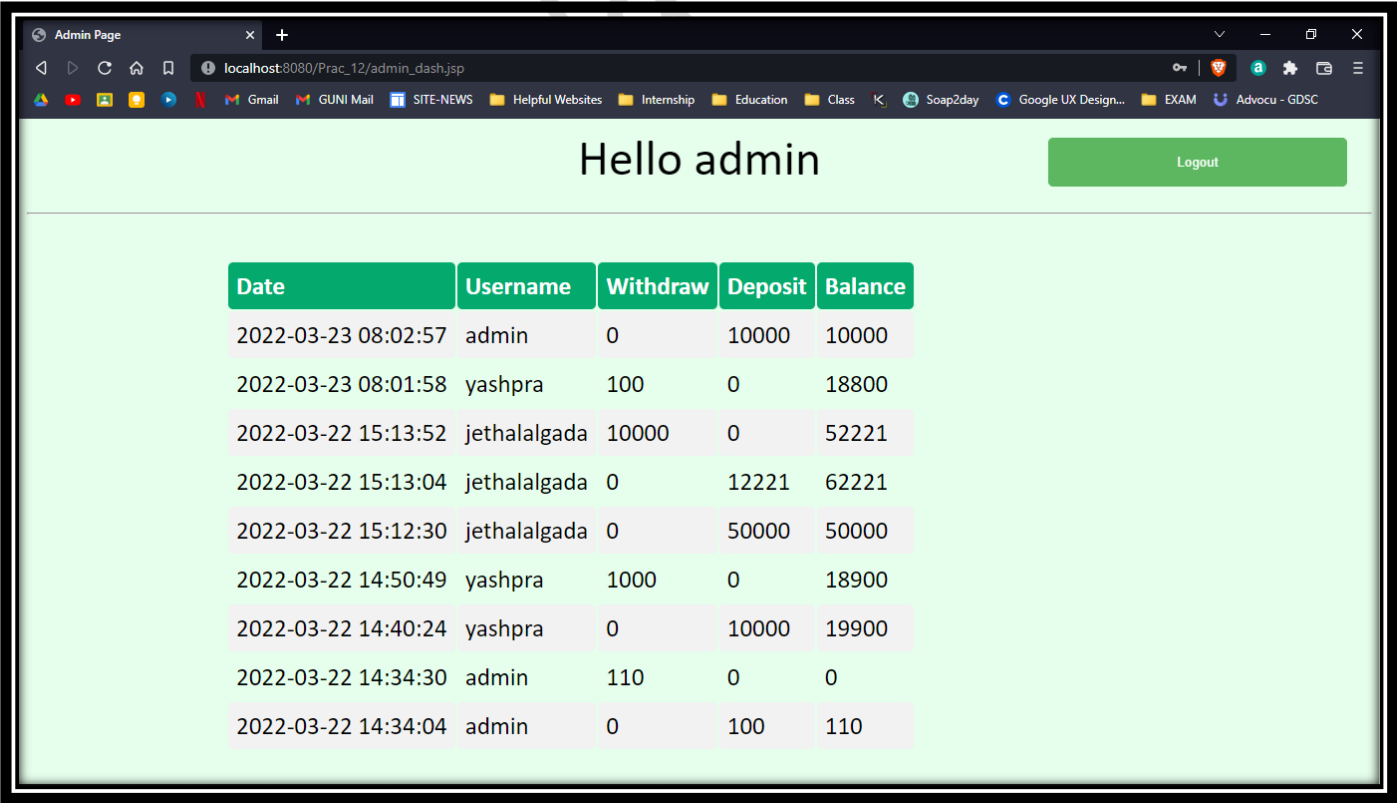 Admin Page
localhost:8080/Prac_12/admin_dash.jsp
Gmail GUNI Mail SITE-NEWS Helpful Websites Internship Education Class Soap2day Google UX Design... EXAM Advocu - GDSC
Hello admin Logout
Date Username Withdraw Deposit Balance
2022-03-23 08:02:57 admin 0 10000 10000
2022-03-23 08:01:58 yashpra 100 0 18800
2022-03-22 15:13:52 jethalalgada 10000 0 52221
2022-03-22 15:13:04 jethalalgada 0 12221 62221
2022-03-22 15:12:30 jethalalgada 0 50000 50000
2022-03-22 14:50:49 yashpra 1000 0 18900
2022-03-22 14:40:24 yashpra 0 10000 19900
2022-03-22 14:34:30 admin 110 0 0
2022-03-22 14:34:04 admin 0 100 110